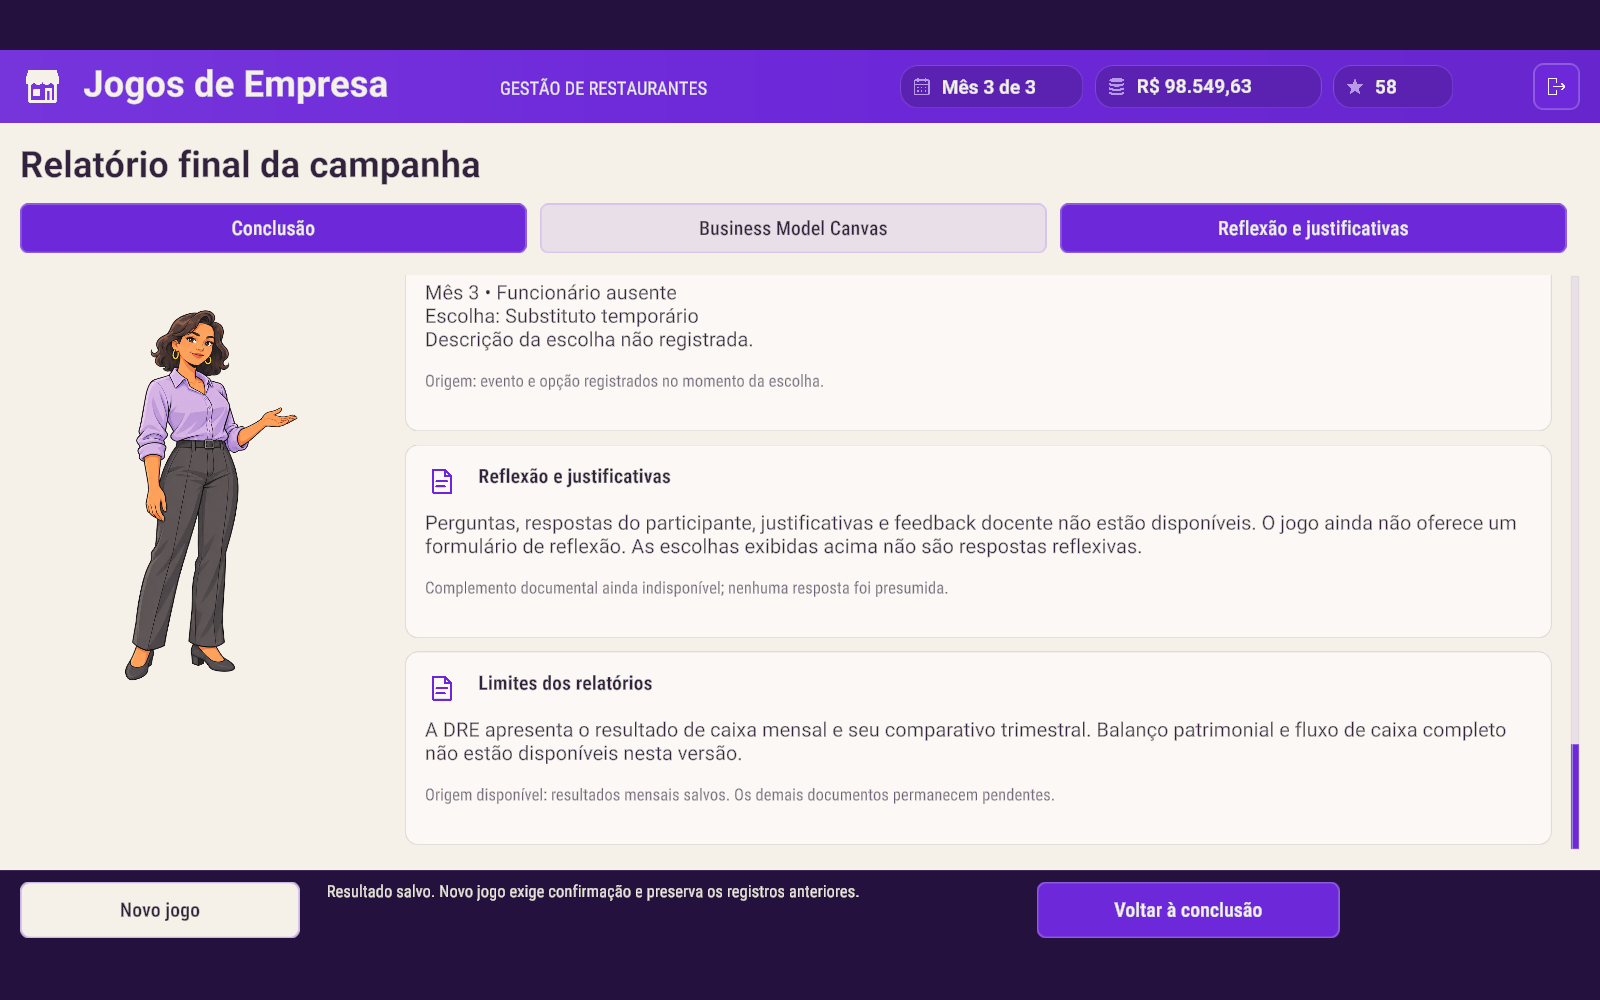 Jogos de Empresa
GESTÃO DE RESTAURANTES
Mês 3 de 3
R$ 98.549,63
58
Relatório final da campanha
Conclusão
Business Model Canvas
Reflexão e justificativas
Mês 3 • Funcionário ausente
Escolha: Substituto temporário
Descrição da escolha não registrada.
Origem: evento e opção registrados no momento da escolha.
Reflexão e justificativas
Perguntas, respostas do participante, justificativas e feedback docente não estão disponíveis. O jogo ainda não oferece um
formulário de reflexão. As escolhas exibidas acima não são respostas reflexivas.
Complemento documental ainda indisponível; nenhuma resposta foi presumida.
Limites dos relatórios
A DRE apresenta o resultado de caixa mensal e seu comparativo trimestral. Balanço patrimonial e fluxo de caixa completo
não estão disponíveis nesta versão.
Origem disponível: resultados mensais salvos. Os demais documentos permanecem pendentes.
Novo jogo
Resultado salvo. Novo jogo exige confirmação e preserva os registros anteriores.
Voltar à conclusão